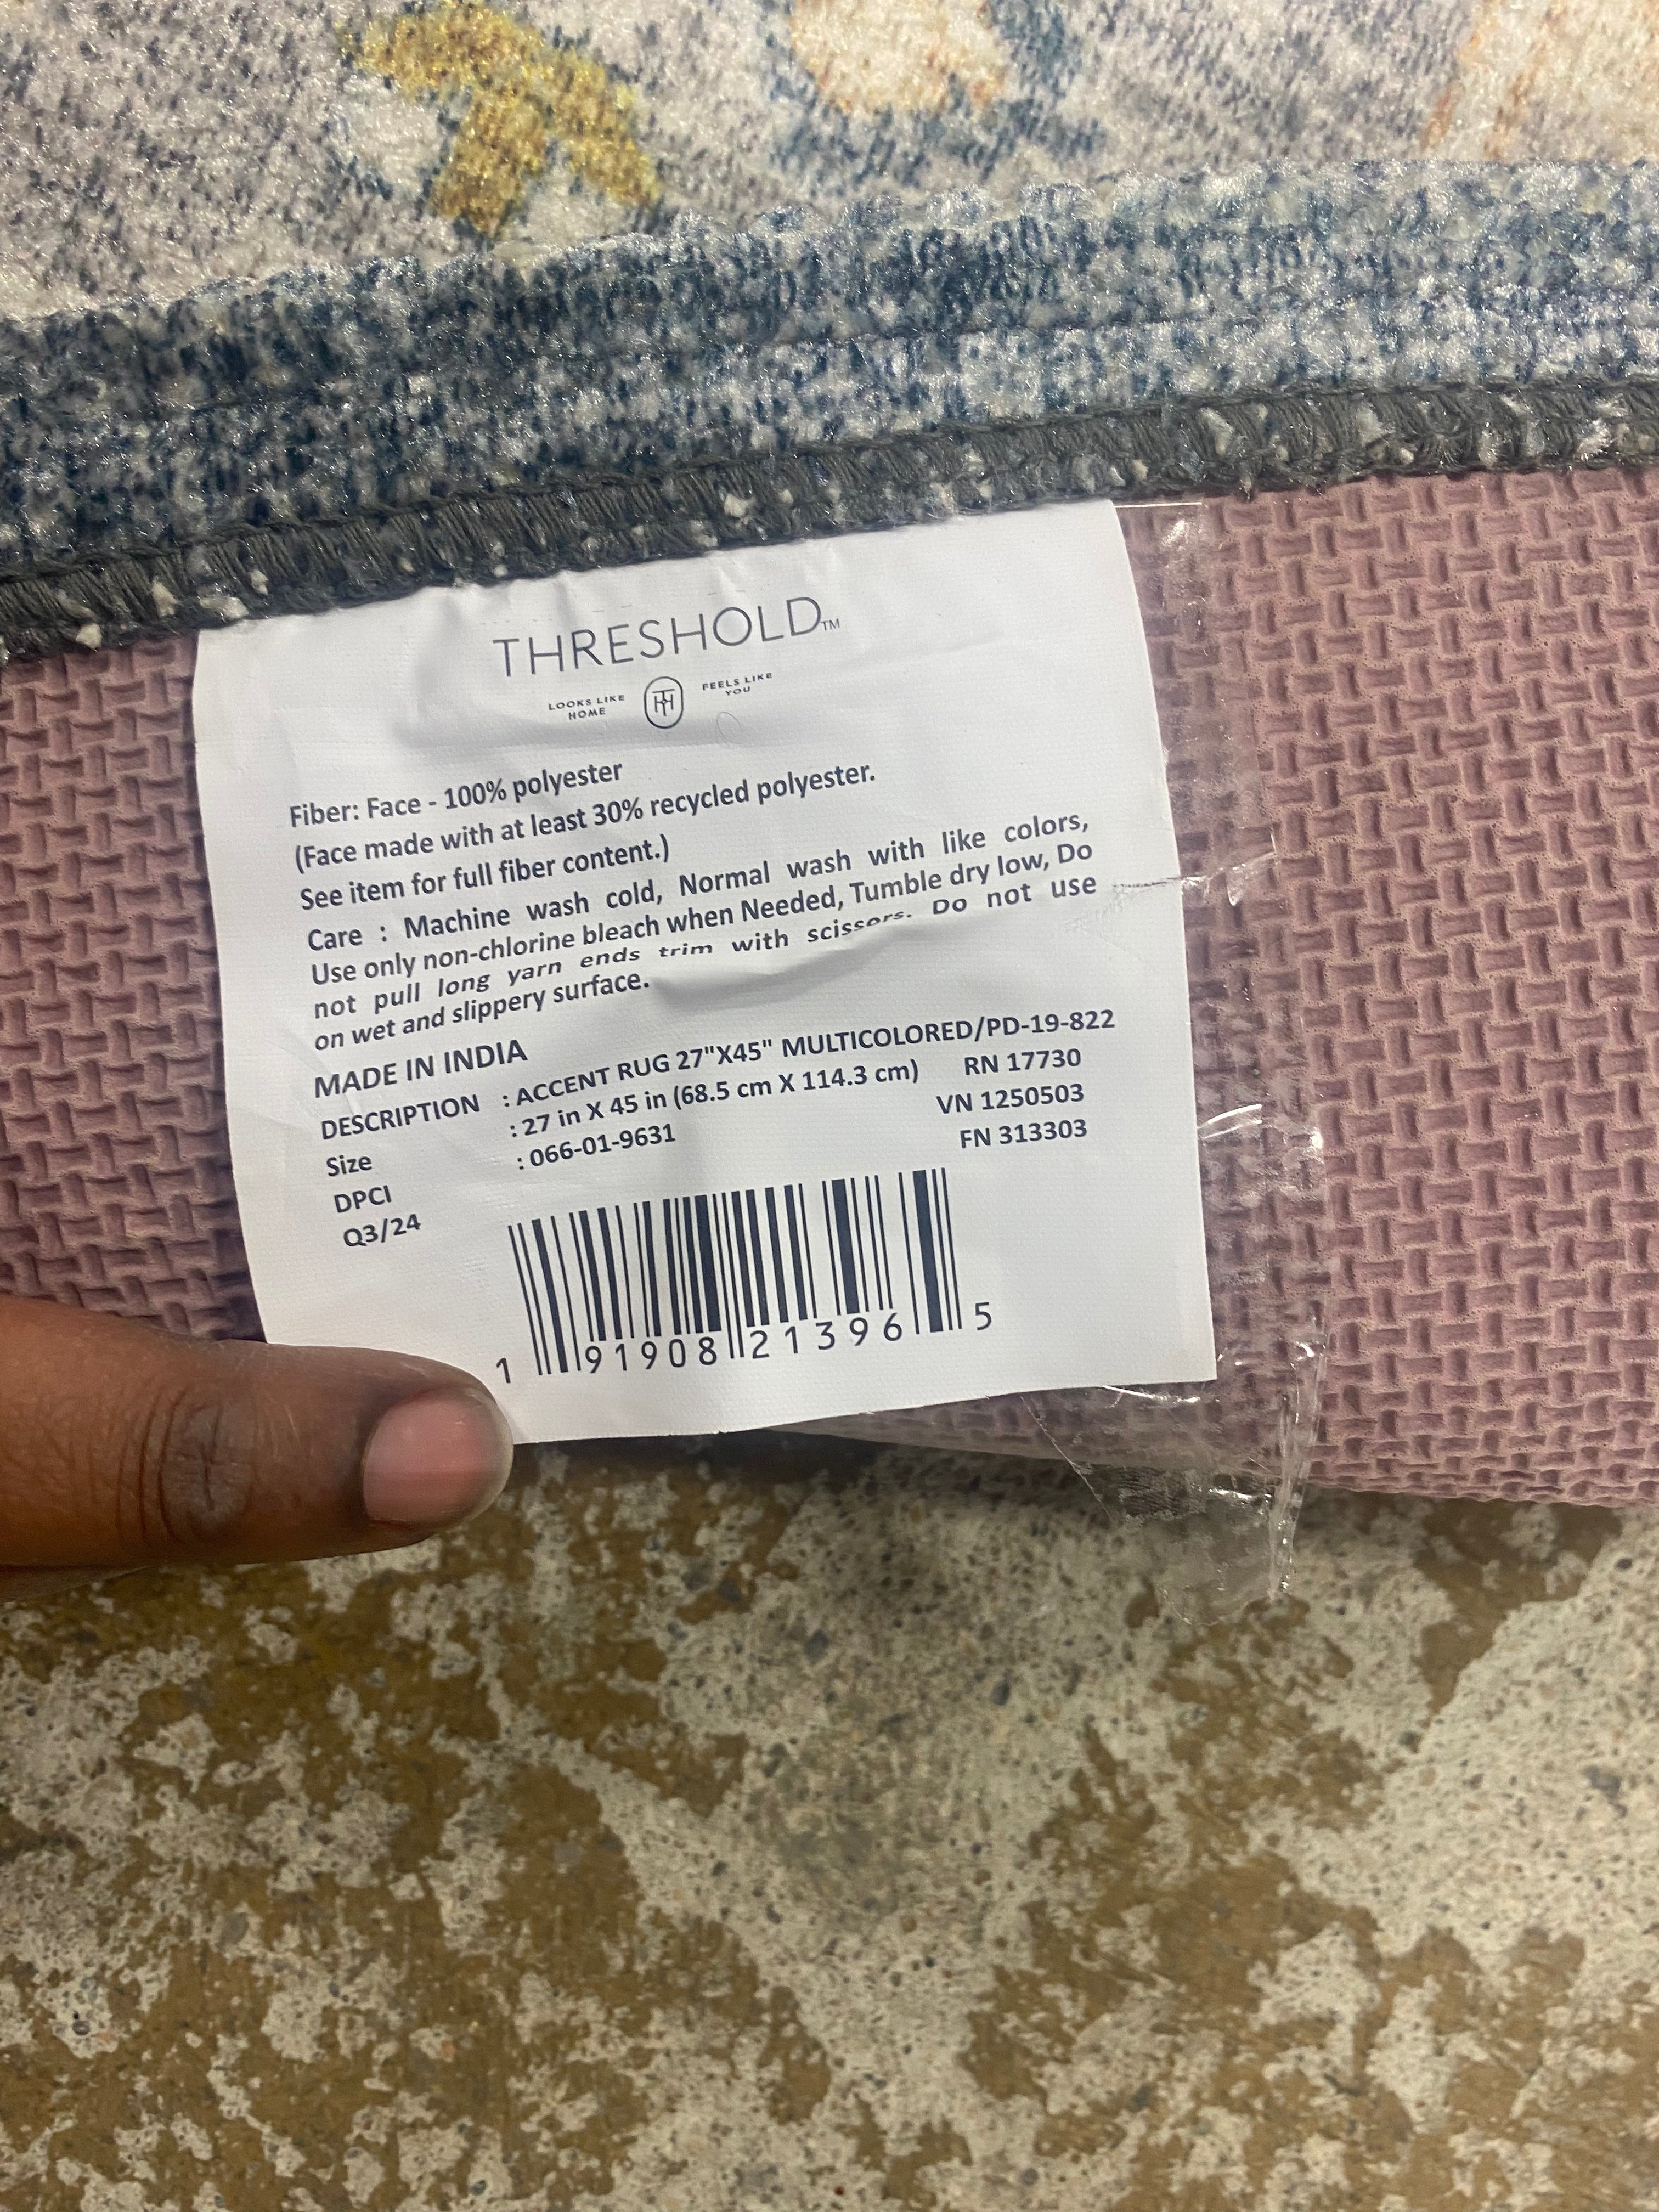 THRESHOLD™
LOOKS LIKE HOME TH FEELS LIKE YOU
Fiber: Face - 100% polyester
(Face made with at least 30% recycled polyester.
See item for full fiber content.)
Care : Machine wash cold, Normal wash with like colors,
Use only non-chlorine bleach when Needed, Tumble dry low, Do
not pull long yarn ends trim with scissors. Do not use
on wet and slippery surface.
MADE IN INDIA
DESCRIPTION : ACCENT RUG 27"X45" MULTICOLORED/PD-19-822
Size : 27 in X 45 in (68.5 cm X 114.3 cm) RN 17730
DPCI : 066-01-9631 VN 1250503
Q3/24 FN 313303
1 91908 21396 5